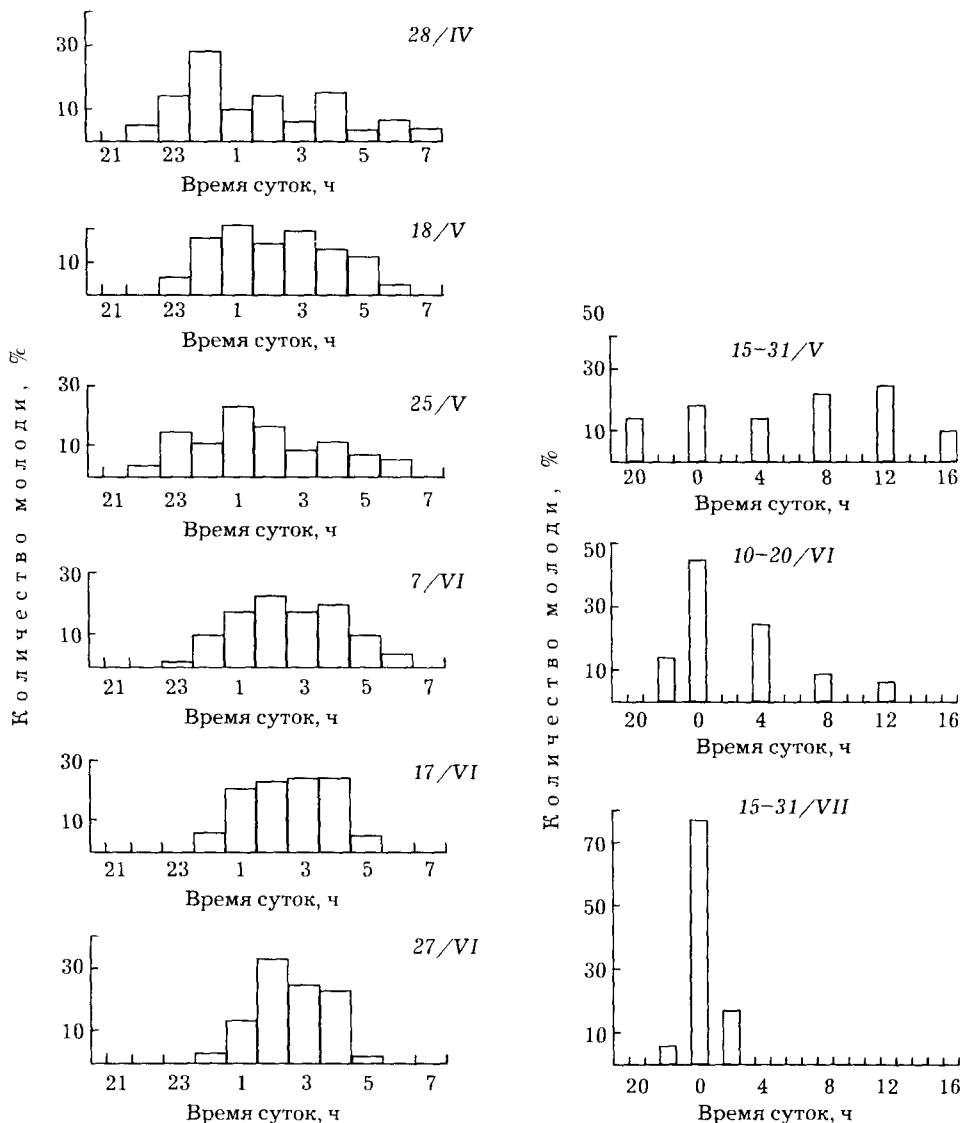 Количество молоди, %
28/IV
30
10
21 23 1 3 5 7
Время суток, ч
18/V
10
21 23 1 3 5 7
Время суток, ч
25/V
30
10
21 23 1 3 5 7
Время суток, ч
7/VI
30
10
21 23 1 3 5 7
Время суток, ч
17/VI
30
10
21 23 1 3 5 7
Время суток, ч
27/VI
30
10
21 23 1 3 5 7
Время суток, ч
Количество молоди, %
50
15-31/V
30
10
20 0 4 8 12 16
Время суток, ч
10-20/VI
50
30
10
20 0 4 8 12 16
Время суток, ч
15-31/VII
70
50
30
10
20 0 4 8 12 16
Время суток, ч